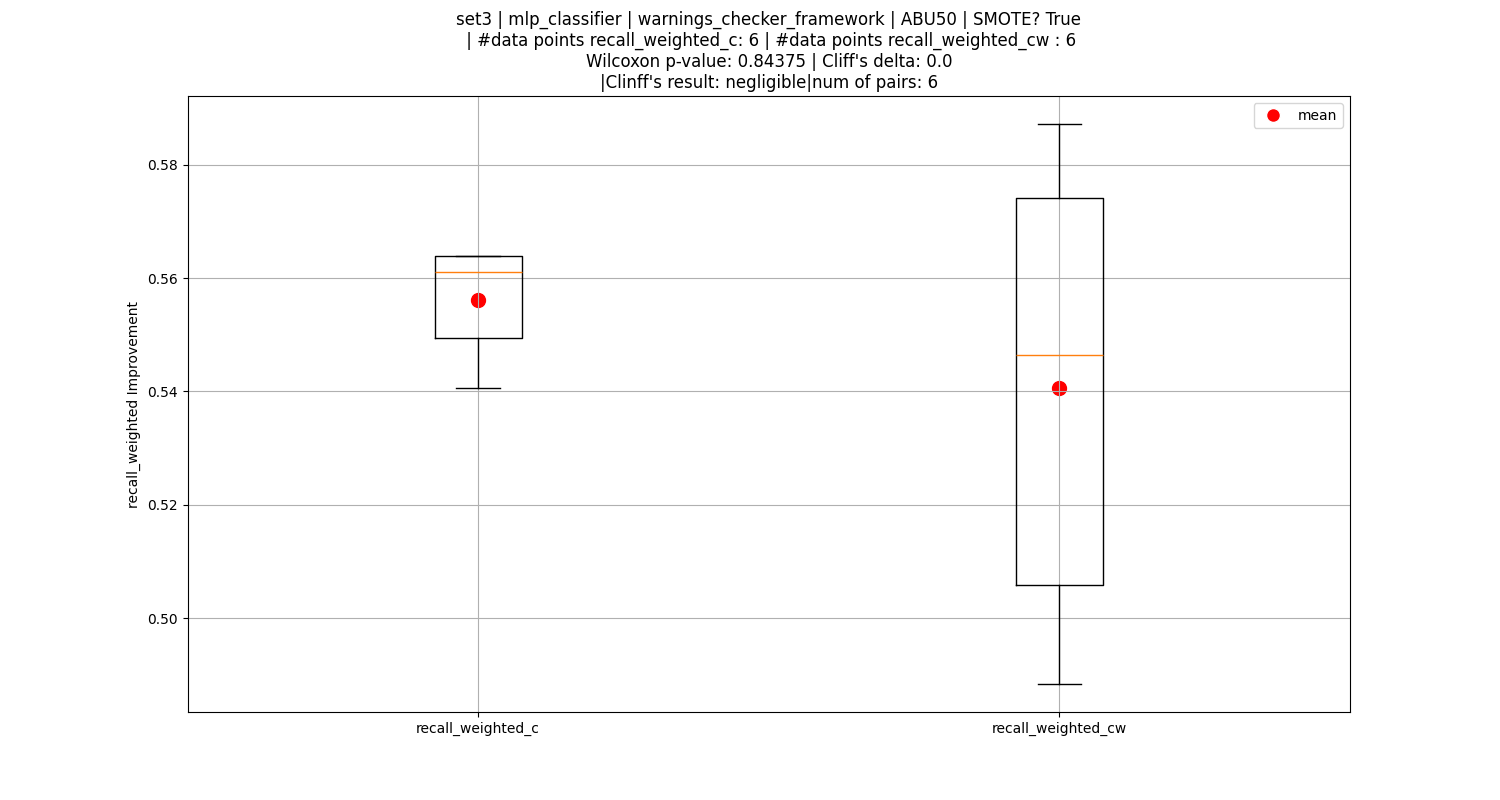 set3 | mlp_classifier | warnings_checker_framework | ABU50 | SMOTE? True
| #data points recall_weighted_c: 6 | #data points recall_weighted_cw : 6
Wilcoxon p-value: 0.84375 | Cliff's delta: 0.0
|Clinff's result: negligible|num of pairs: 6
mean
recall_weighted Improvement
0.58
0.56
0.54
0.52
0.50
recall_weighted_c
recall_weighted_cw